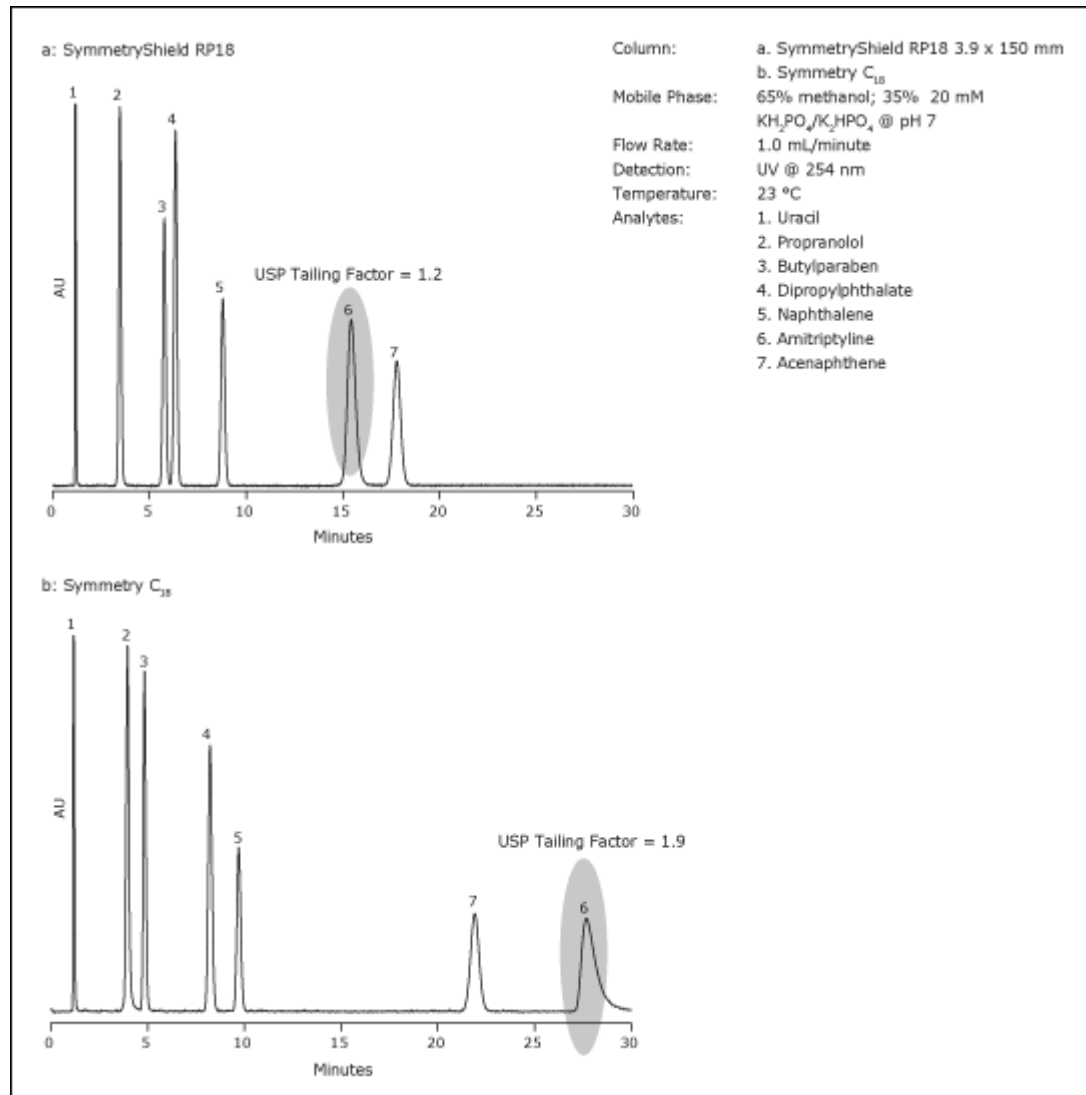 a: SymmetryShield RP18
Column: a. SymmetryShield RP18 3.9 x 150 mm
b. Symmetry C₁₈
Mobile Phase: 65% methanol; 35% 20 mM
KH₂PO₄/K₂HPO₄ @ pH 7
Flow Rate: 1.0 mL/minute
Detection: UV @ 254 nm
Temperature: 23 °C
Analytes: 1. Uracil
2. Propranolol
3. Butylparaben
4. Dipropylphthalate
5. Naphthalene
6. Amitriptyline
7. Acenaphthene
1
2
4
3
USP Tailing Factor = 1.2
5
6
7
AU
0 5 10 15 20 25 30
Minutes
b: Symmetry C₁₈
1
2
3
4
USP Tailing Factor = 1.9
5
7
6
AU
0 5 10 15 20 25 30
Minutes